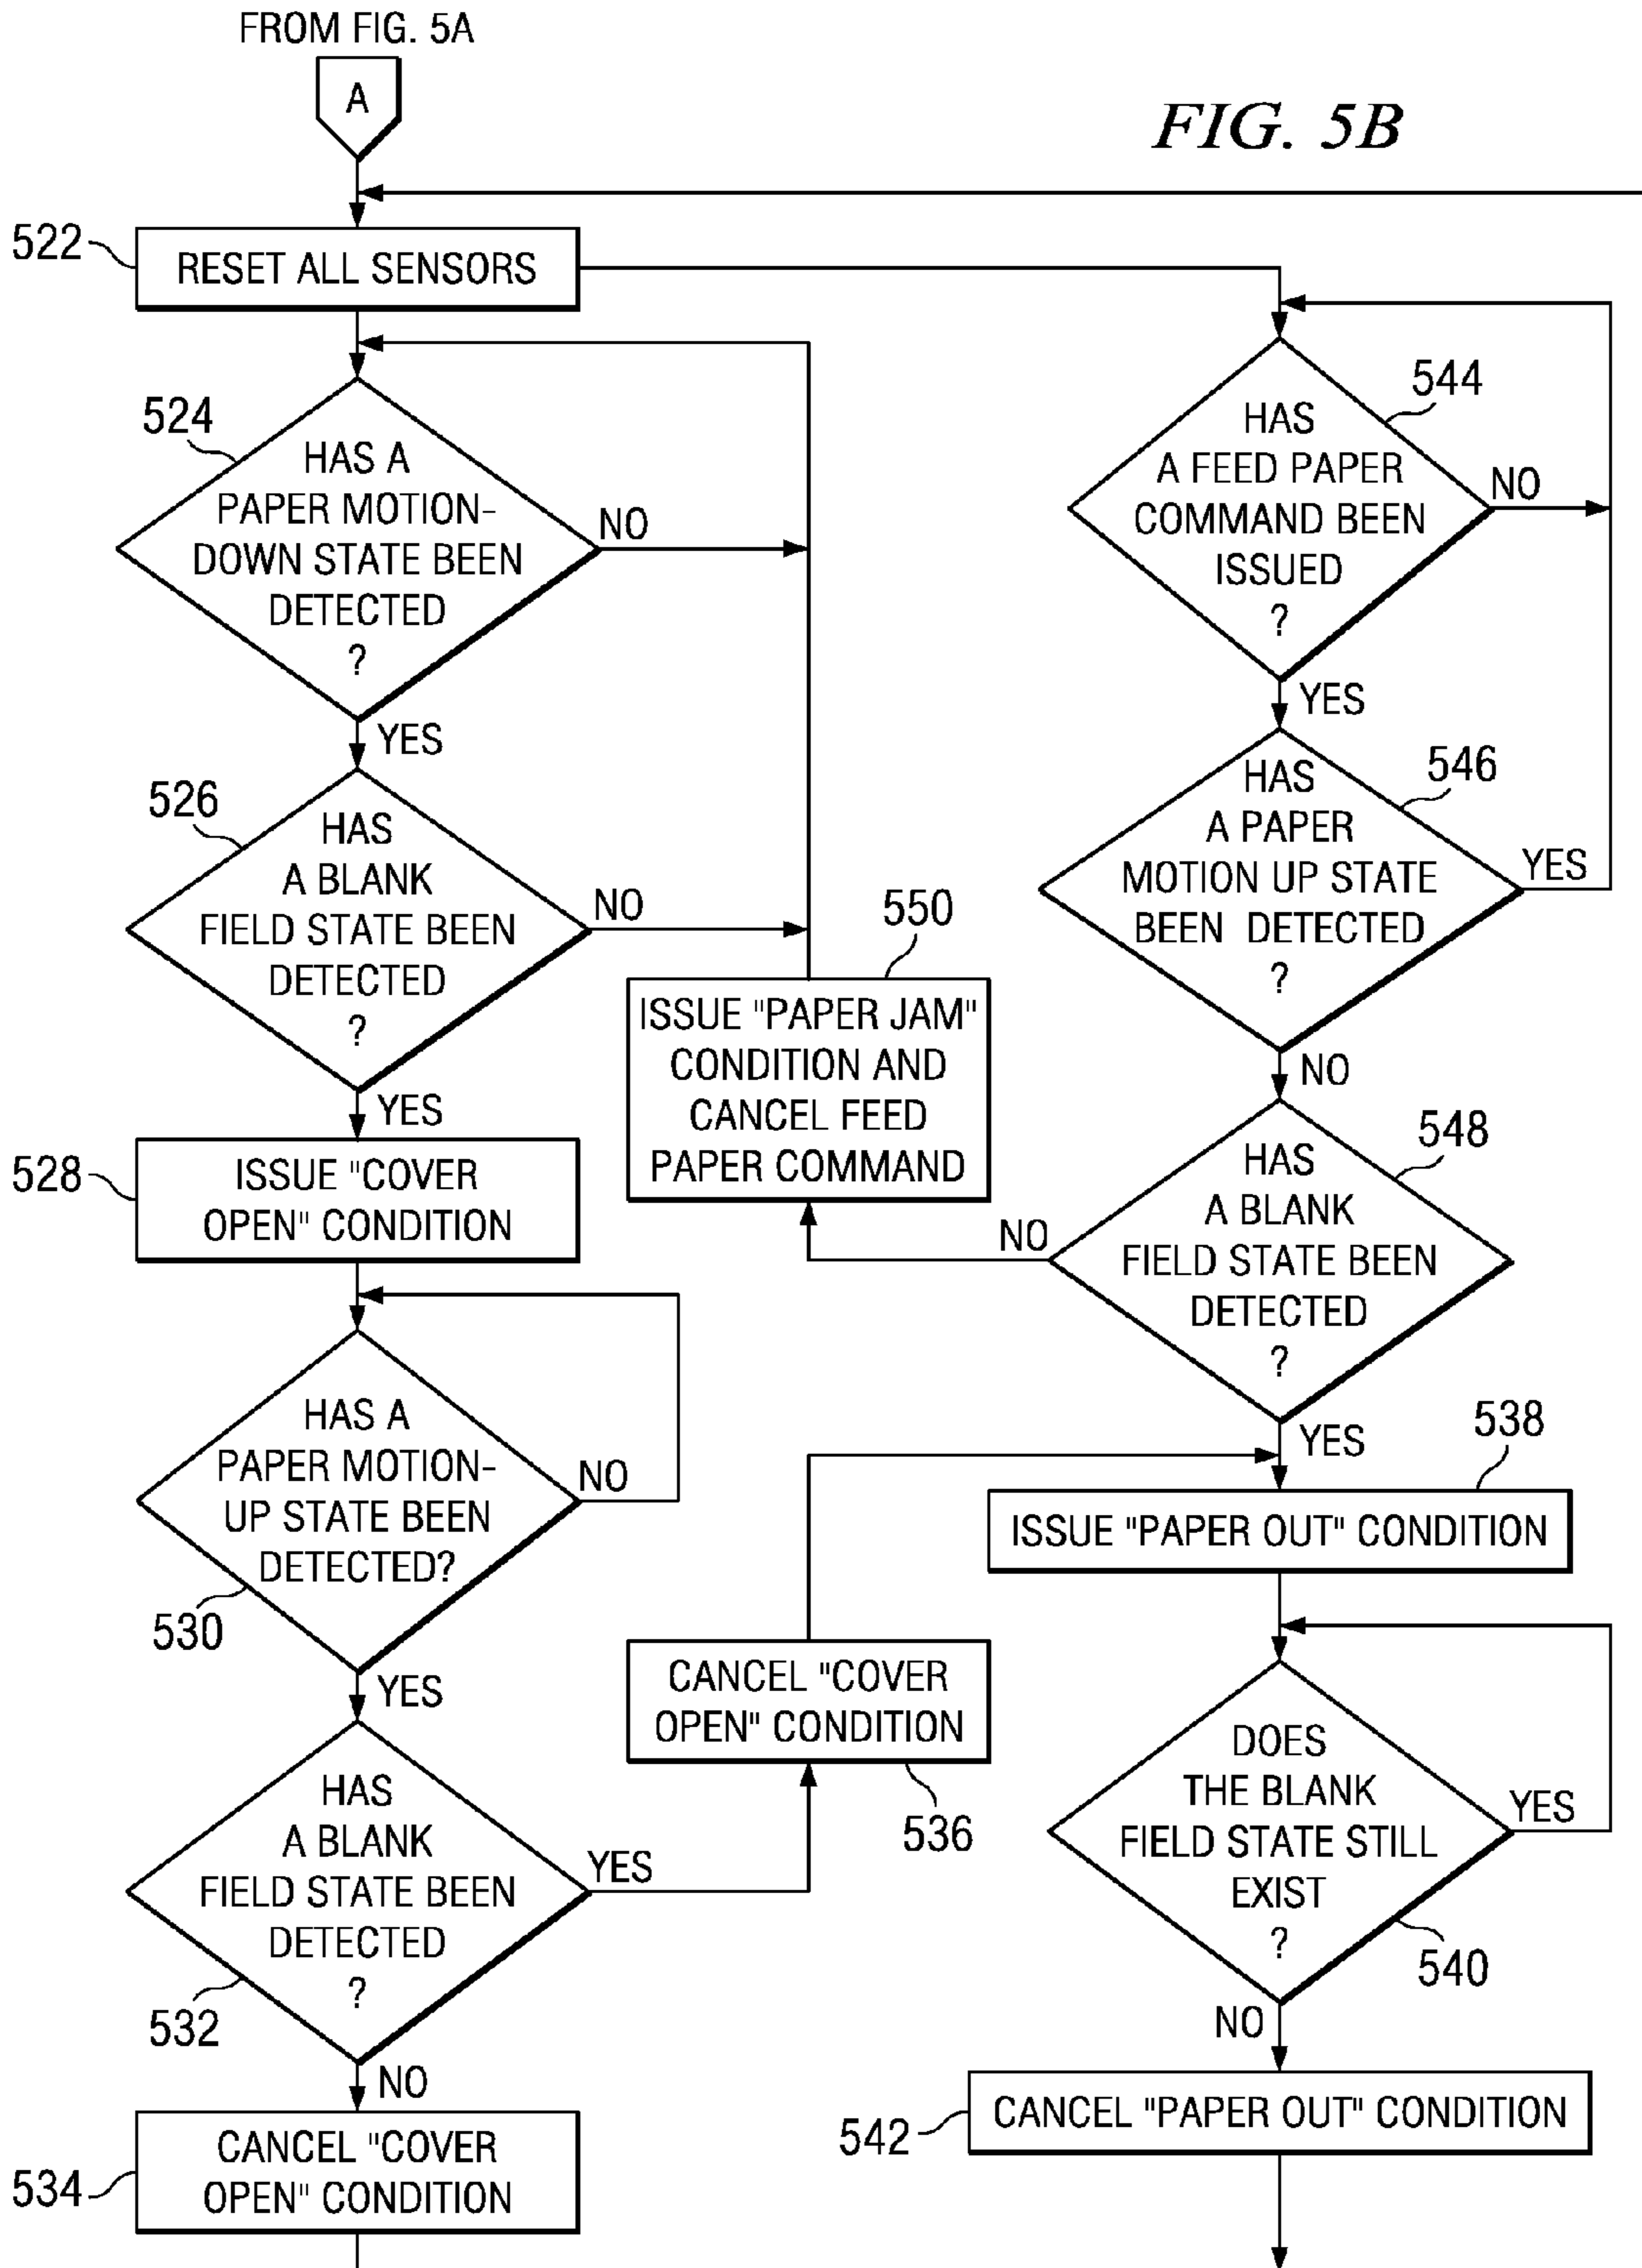 FROM FIG. 5A
A
FIG. 5B
522
RESET ALL SENSORS
524
HAS A
PAPER MOTION-
DOWN STATE BEEN
DETECTED
?
NO
YES
526
HAS
A BLANK
FIELD STATE BEEN
DETECTED
?
NO
YES
528
ISSUE "COVER
OPEN" CONDITION
530
HAS A
PAPER MOTION-
UP STATE BEEN
DETECTED?
NO
YES
532
HAS
A BLANK
FIELD STATE BEEN
DETECTED
?
YES
NO
534
CANCEL "COVER
OPEN" CONDITION
550
ISSUE "PAPER JAM"
CONDITION AND
CANCEL FEED
PAPER COMMAND
CANCEL "COVER
OPEN" CONDITION
536
544
HAS
A FEED PAPER
COMMAND BEEN
ISSUED
?
NO
YES
546
HAS
A PAPER
MOTION UP STATE
BEEN DETECTED
?
YES
NO
548
HAS
A BLANK
FIELD STATE BEEN
DETECTED
?
NO
YES
538
ISSUE "PAPER OUT" CONDITION
DOES
THE BLANK
FIELD STATE STILL
EXIST
?
YES
540
NO
542
CANCEL "PAPER OUT" CONDITION